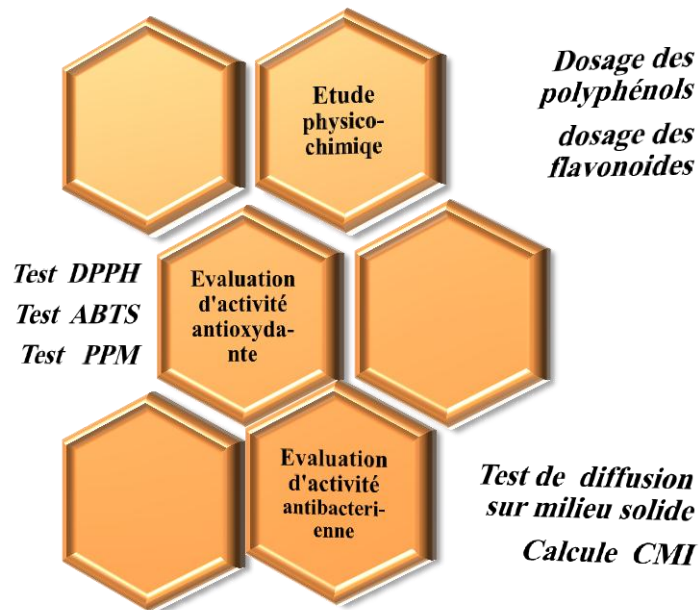 Etude
physico-
chimiqe
Dosage des
polyphénols
dosage des
flavonoides
Test DPPH
Test ABTS
Test PPM
Evaluation
d'activité
antioxyda-
nte
Evaluation
d'activité
antibacteri-
enne
Test de diffusion
sur milieu solide
Calcule CMI